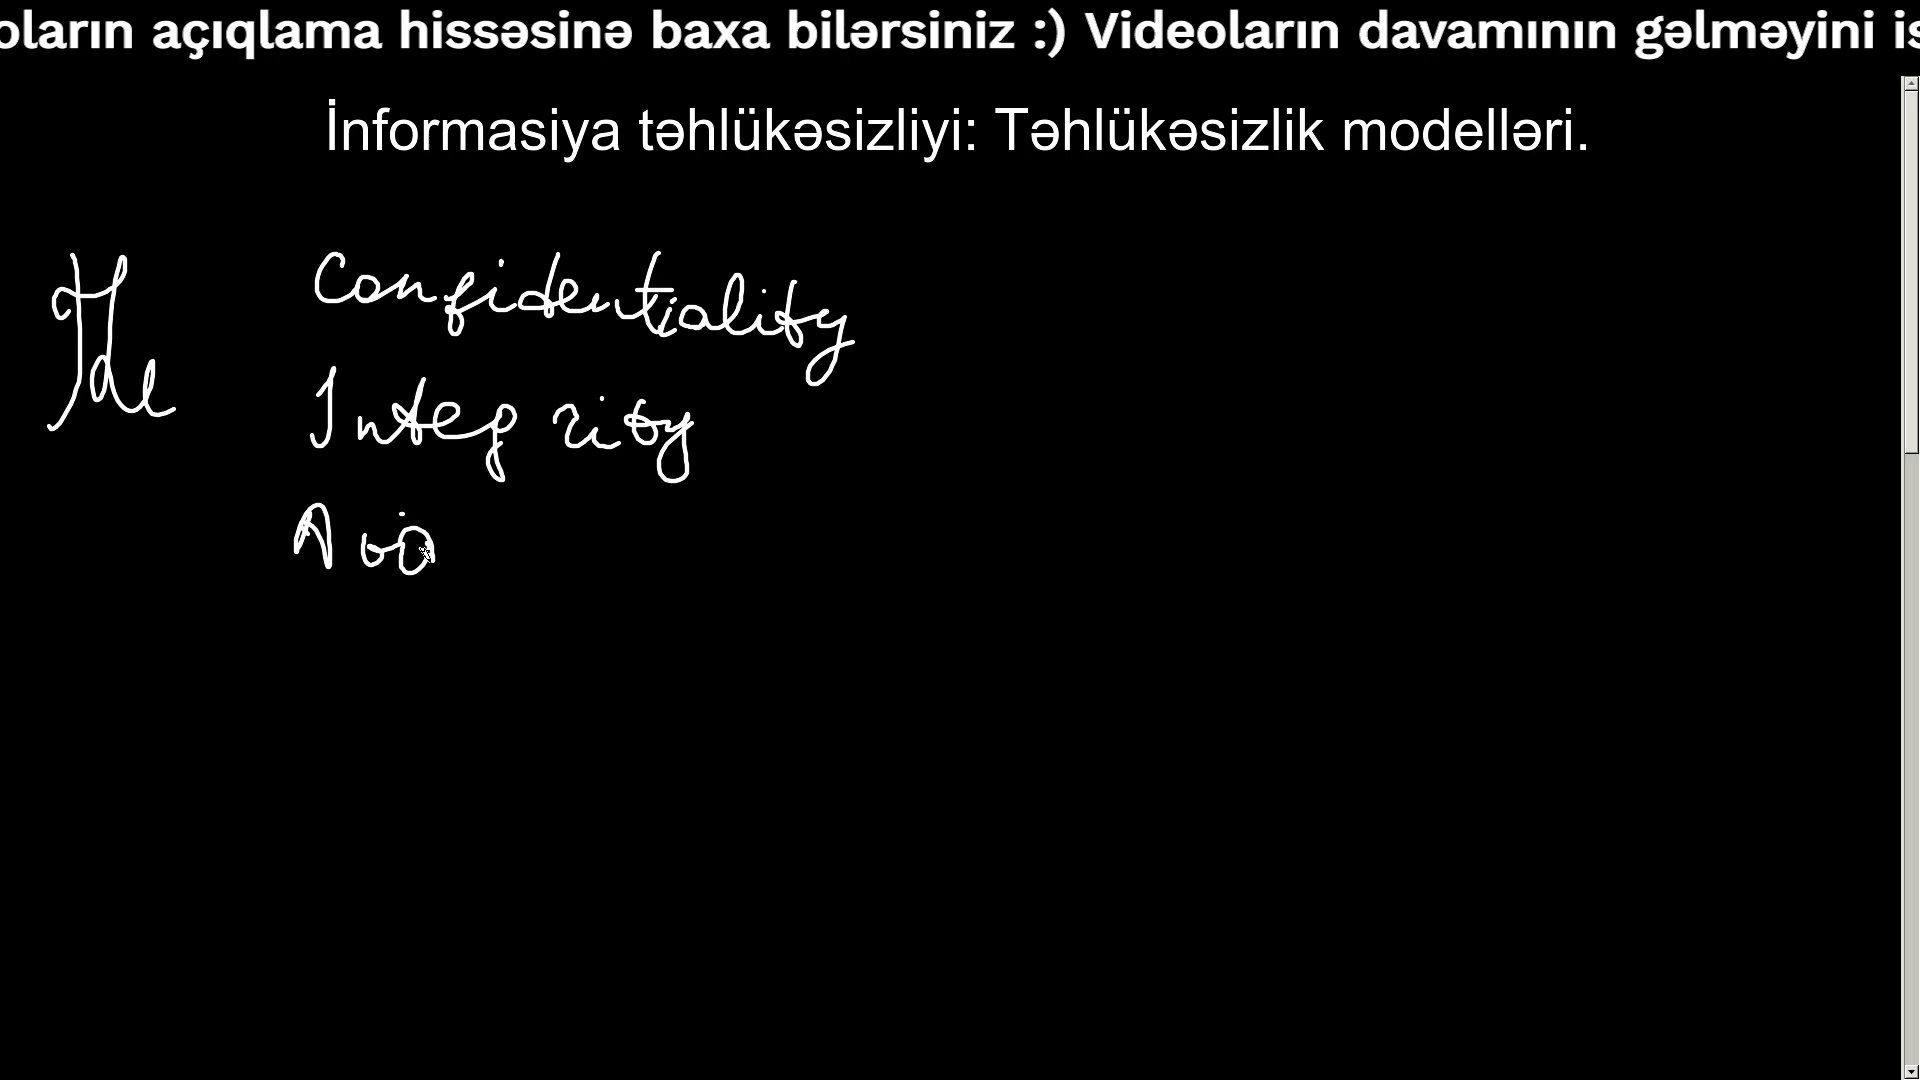 oların açıqlama hissəsinə baxa bilərsiniz :) Videoların davamının gəlməyini is
İnformasiya təhlükəsizliyi: Təhlükəsizlik modelləri.
Confidentiality
Integrity